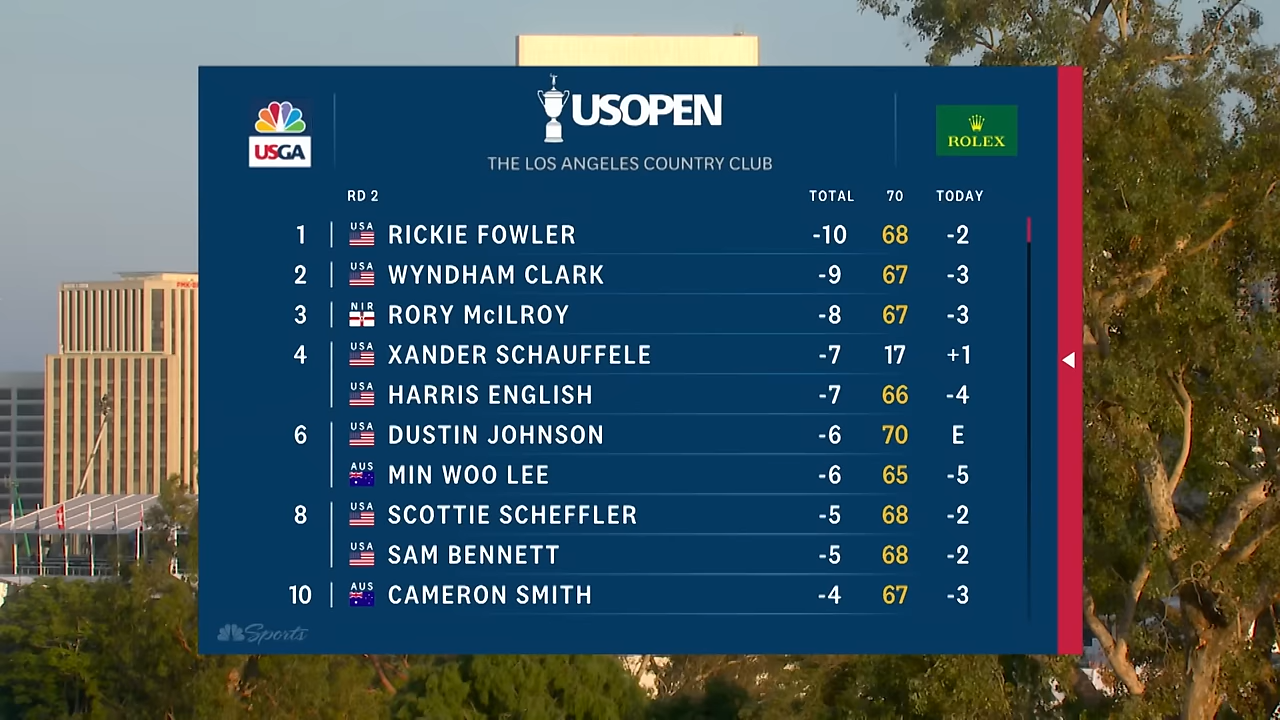 USOPEN
USGA
ROLEX
THE LOS ANGELES COUNTRY CLUB
RD 2 TOTAL 70 TODAY
1 USA RICKIE FOWLER -10 68 -2
2 USA WYNDHAM CLARK -9 67 -3
3 NIR RORY McILROY -8 67 -3
4 USA XANDER SCHAUFFELE -7 17 +1
USA HARRIS ENGLISH -7 66 -4
6 USA DUSTIN JOHNSON -6 70 E
AUS MIN WOO LEE -6 65 -5
8 USA SCOTTIE SCHEFFLER -5 68 -2
USA SAM BENNETT -5 68 -2
10 AUS CAMERON SMITH -4 67 -3
Sports